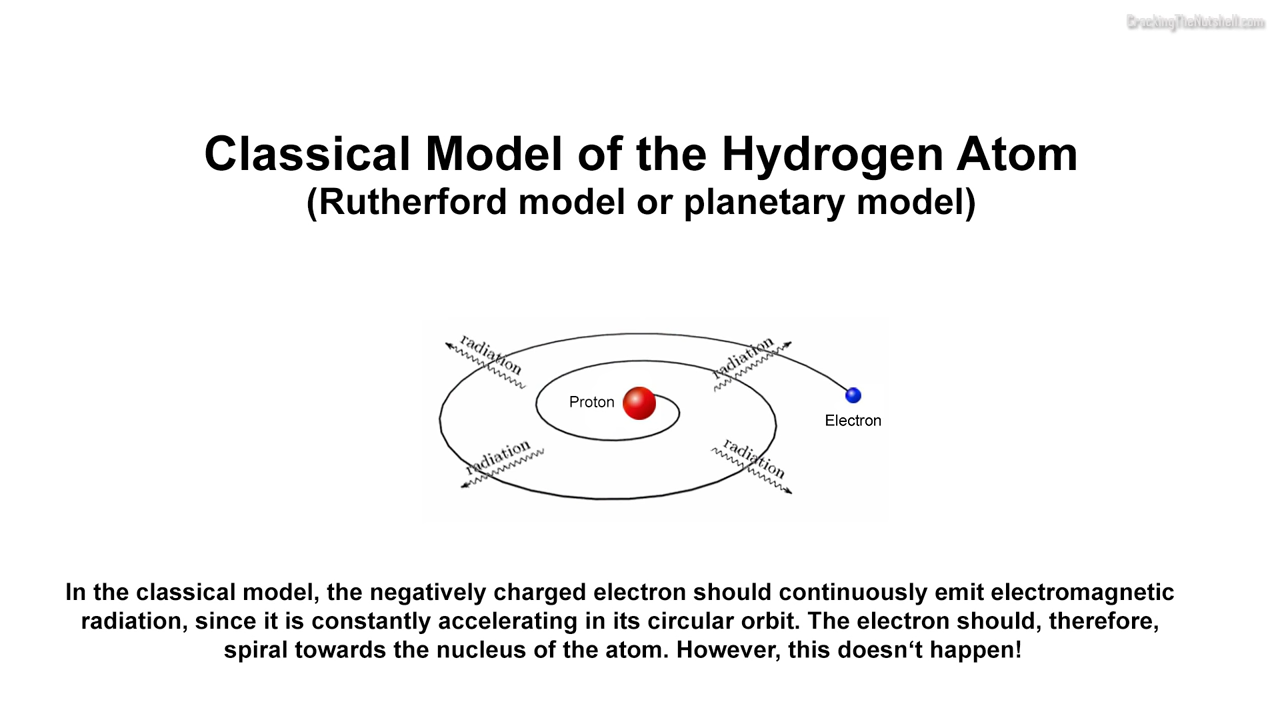 CrackingTheNutshell.com
Classical Model of the Hydrogen Atom
(Rutherford model or planetary model)
radiation
radiation
Proton
Electron
radiation
radiation
In the classical model, the negatively charged electron should continuously emit electromagnetic
radiation, since it is constantly accelerating in its circular orbit. The electron should, therefore,
spiral towards the nucleus of the atom. However, this doesn‘t happen!